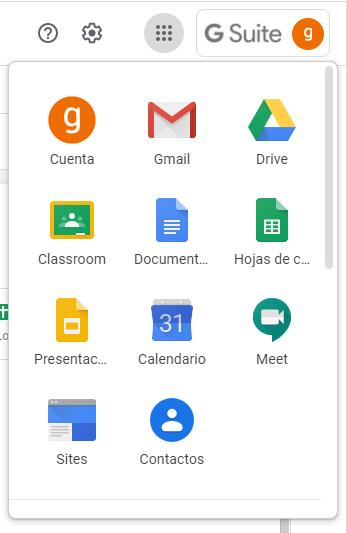 G Suite g
g
Cuenta Gmail Drive
Classroom Document... Hojas de c...
31
Presentac... Calendario Meet
Sites Contactos